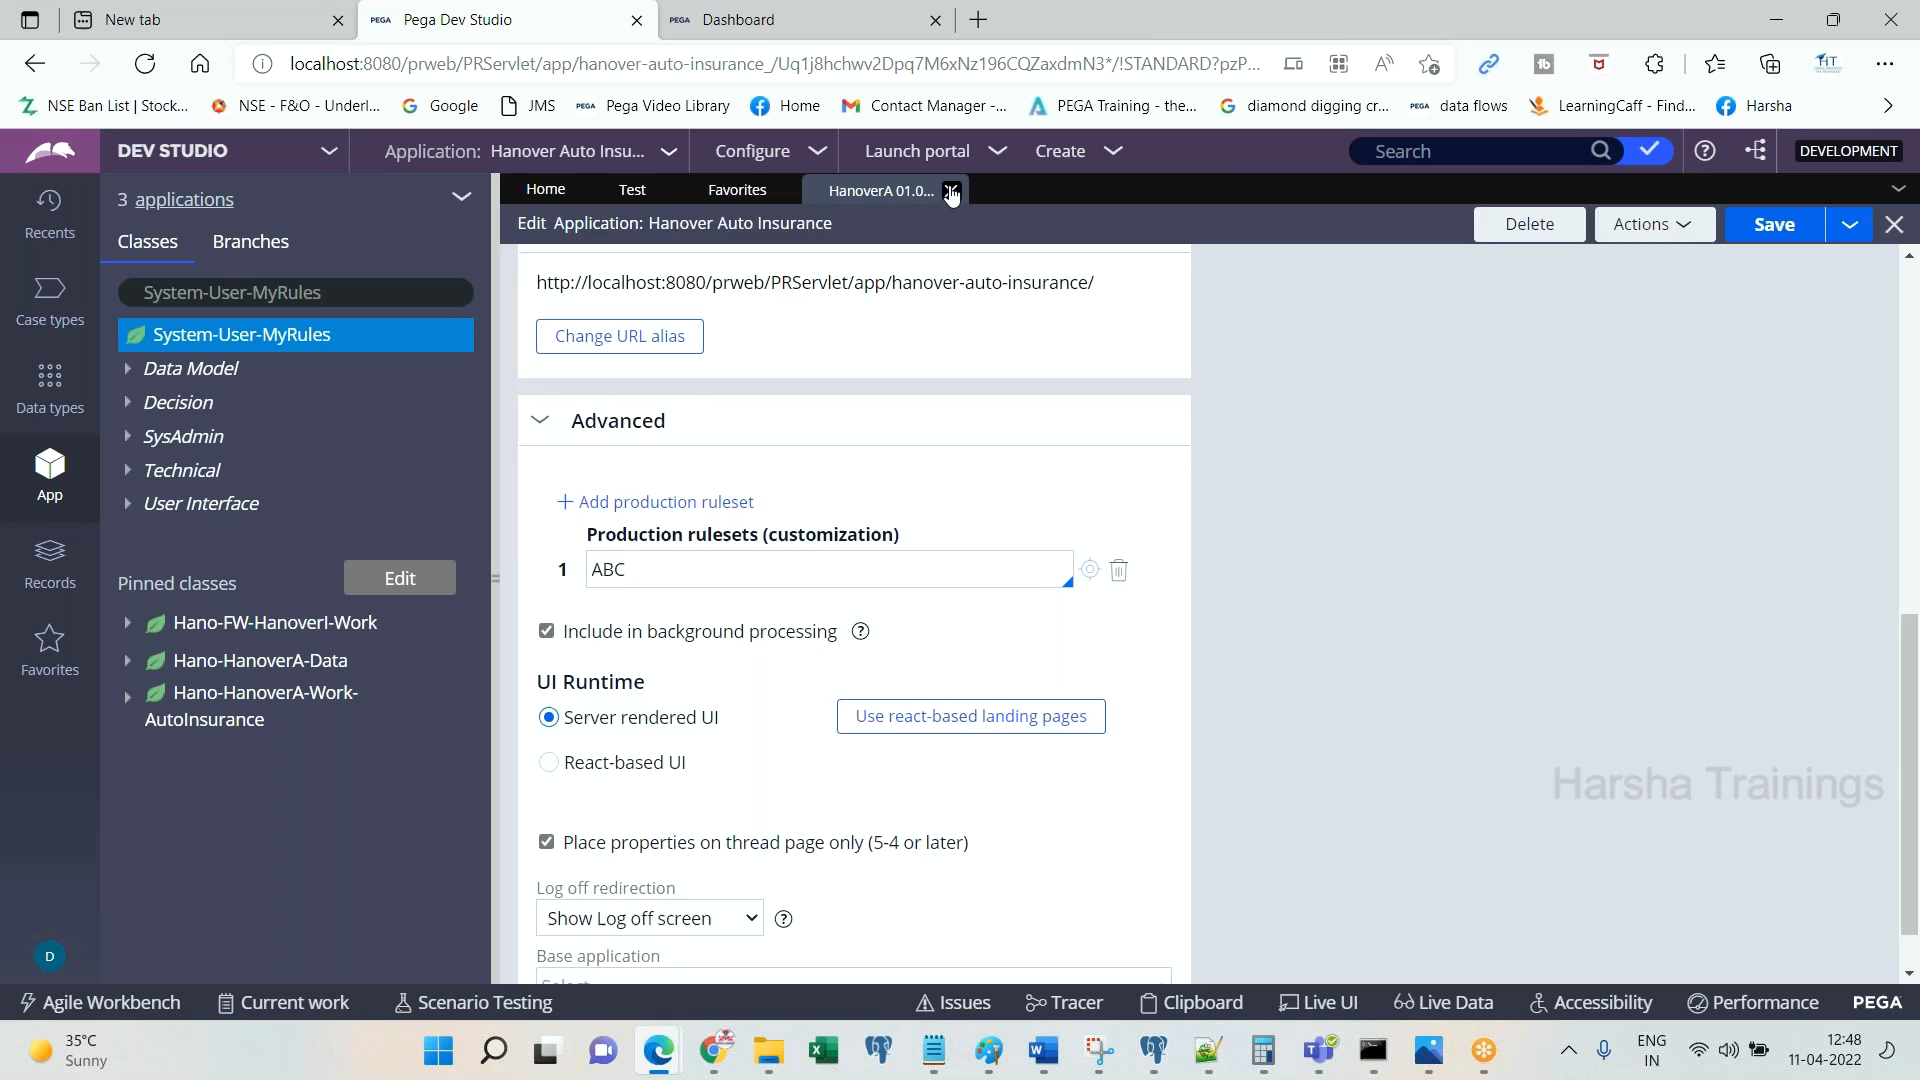 New tab
PEGA Pega Dev Studio
PEGA Dashboard
localhost:8080/prweb/PRServlet/app/hanover-auto-insurance_/Uq1j8hchwv2Dpq7M6xNz196CQZaxdmN3*/!STANDARD?pzP...
NSE Ban List | Stock...
NSE - F&O - Underl...
Google
JMS
PEGA Pega Video Library
Home
Contact Manager -...
PEGA Training - the...
diamond digging cr...
PEGA data flows
LearningCaff - Find...
Harsha
DEV STUDIO
Application: Hanover Auto Insu...
Configure
Launch portal
Create
Search
DEVELOPMENT
Recents
Case types
Data types
App
Records
Favorites
D
3 applications
Classes
Branches
System-User-MyRules
System-User-MyRules
Data Model
Decision
SysAdmin
Technical
User Interface
Pinned classes
Edit
Hano-FW-HanoverI-Work
Hano-HanoverA-Data
Hano-HanoverA-Work-
AutoInsurance
Home
Test
Favorites
HanoverA 01.0...
Edit Application: Hanover Auto Insurance
Delete
Actions
Save
http://localhost:8080/prweb/PRServlet/app/hanover-auto-insurance/
Change URL alias
Advanced
+ Add production ruleset
Production rulesets (customization)
1 ABC
Include in background processing
UI Runtime
Server rendered UI
Use react-based landing pages
React-based UI
Place properties on thread page only (5-4 or later)
Log off redirection
Show Log off screen
Base application
Harsha Trainings
Agile Workbench
Current work
Scenario Testing
Issues
Tracer
Clipboard
Live UI
Live Data
Accessibility
Performance
PEGA
35°C
Sunny
ENG
IN
12:48
11-04-2022